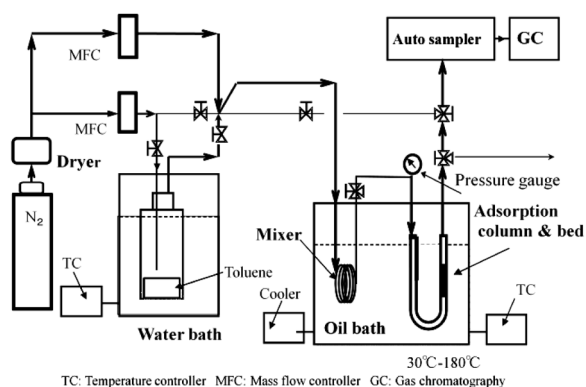 MFC
Auto sampler
GC
MFC
Dryer
N₂
Pressure gauge
Adsorption
column & bed
Mixer
TC
Toluene
Cooler
TC
Water bath
Oil bath
30℃-180℃
TC: Temperature controller MFC: Mass flow controller GC: Gas chromatography